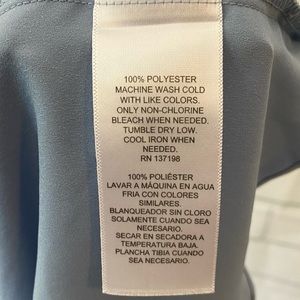 100% POLYESTER
MACHINE WASH COLD
WITH LIKE COLORS.
ONLY NON-CHLORINE
BLEACH WHEN NEEDED.
TUMBLE DRY LOW.
COOL IRON WHEN
NEEDED.
RN 137198
100% POLIÉSTER
LAVAR A MÁQUINA EN AGUA
FRIA CON COLORES
SIMILARES.
BLANQUEADOR SIN CLORO
SOLAMENTE CUANDO SEA
NECESARIO.
SECAR EN SECADORA A
TEMPERATURA BAJA.
PLANCHA TIBIA CUANDO
SEA NECESARIO.